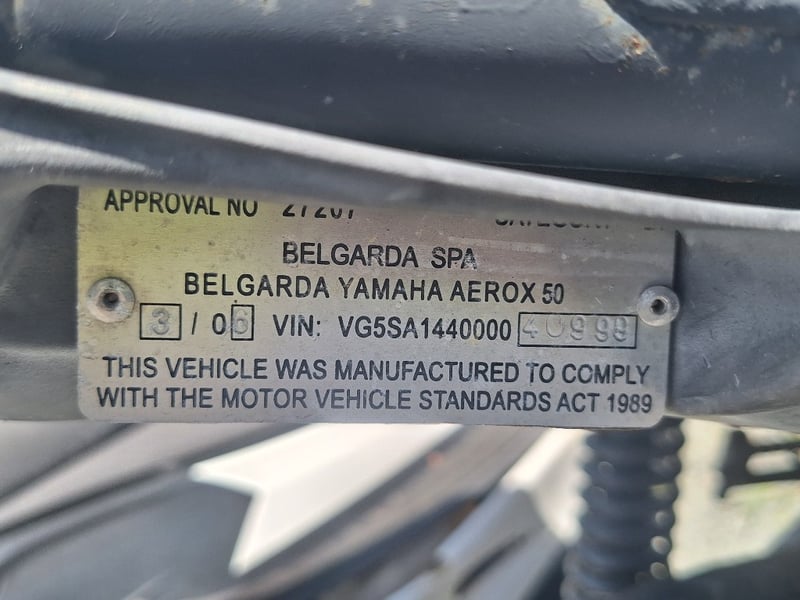 APPROVAL NO 27207 CATEGORY
BELGARDA SPA
BELGARDA YAMAHA AEROX 50
3 / 06 VIN: VG5SA1440000 40999
THIS VEHICLE WAS MANUFACTURED TO COMPLY
WITH THE MOTOR VEHICLE STANDARDS ACT 1989